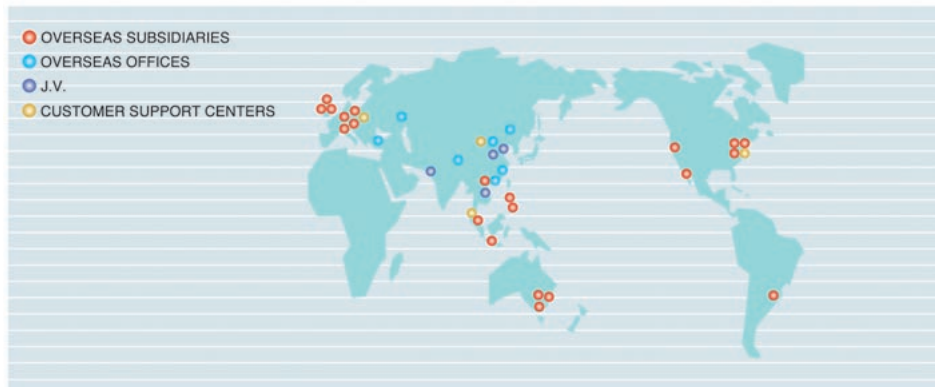 OVERSEAS SUBSIDIARIES
OVERSEAS OFFICES
J.V.
CUSTOMER SUPPORT CENTERS